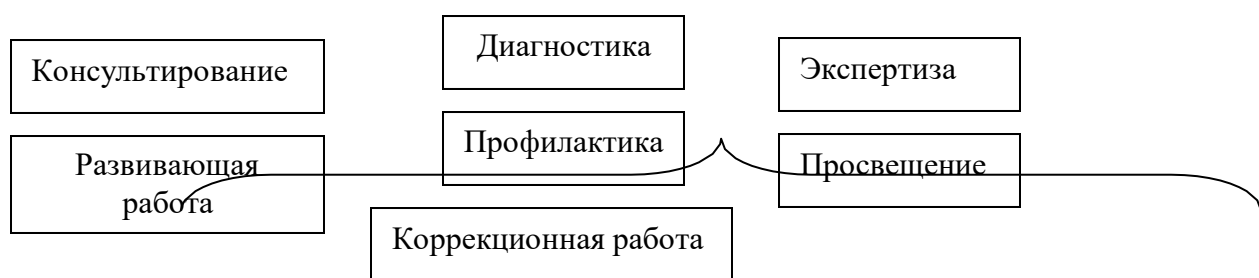 Диагностика
Консультирование
Экспертиза
Профилактика
Развивающая
работа
Просвещение
Коррекционная работа